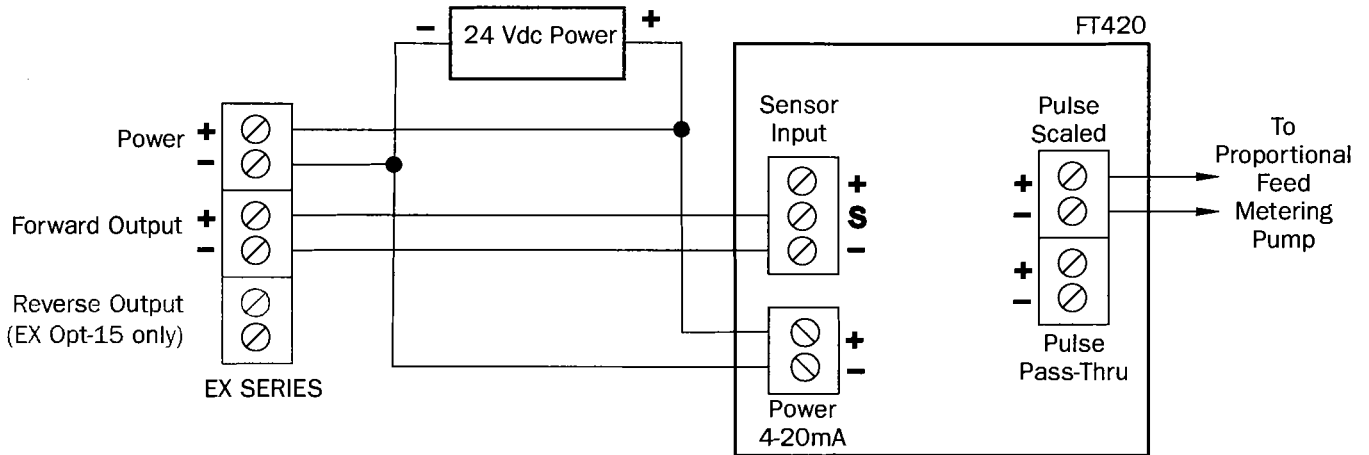 − 24 Vdc Power +
FT420
Power + −
Forward Output + −
Reverse Output
(EX Opt-15 only)
EX SERIES
Sensor
Input
+
S
−
+
−
Power
4-20mA
Pulse
Scaled
+
−
+
−
Pulse
Pass-Thru
To
Proportional
Feed
Metering
Pump